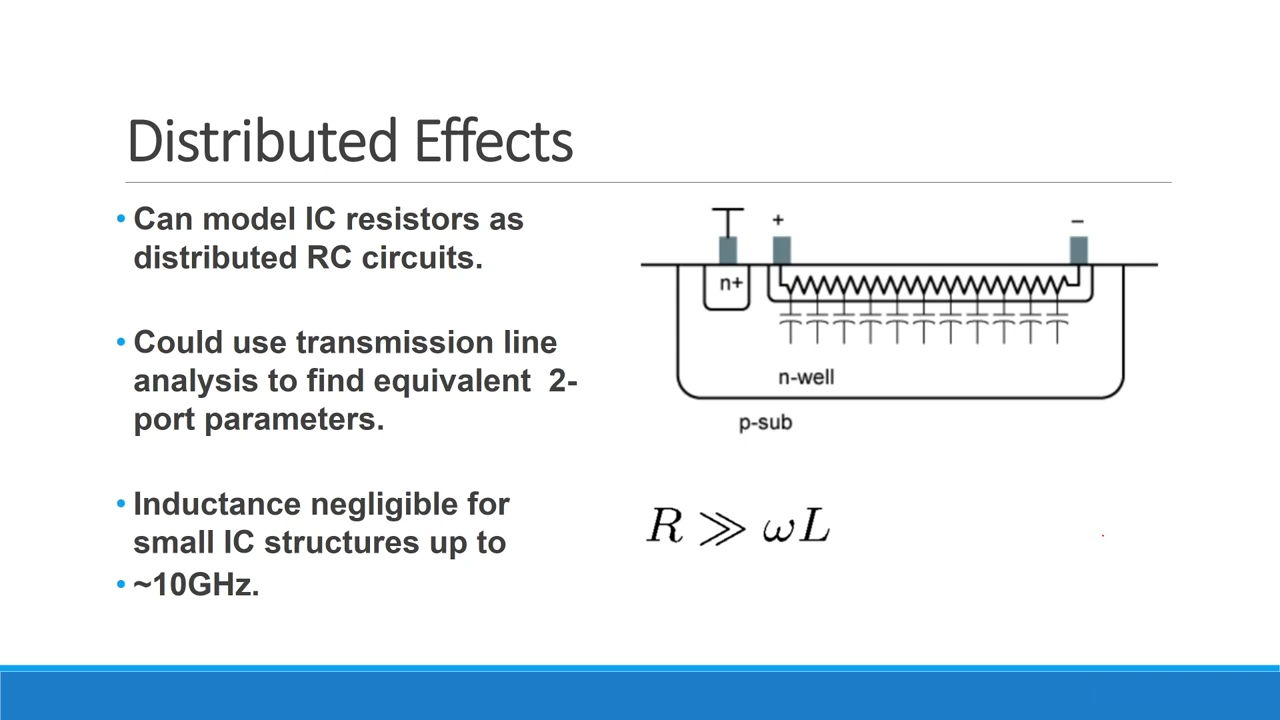 Distributed Effects
• Can model IC resistors as
distributed RC circuits.
• Could use transmission line
analysis to find equivalent 2-
port parameters.
• Inductance negligible for
small IC structures up to
• ~10GHz.
+ –
n+
n-well
p-sub
R ≫ ωL